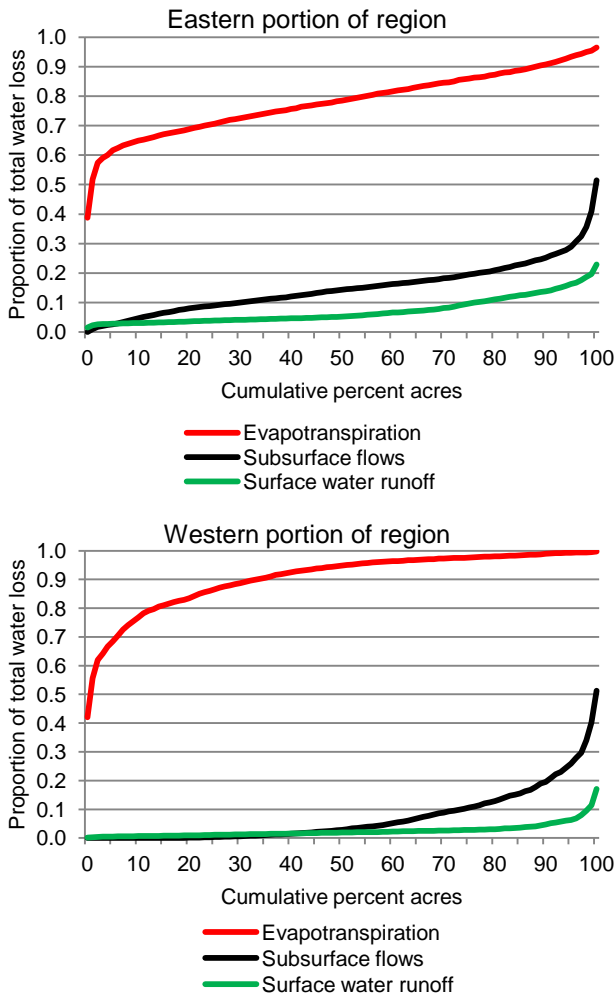 Eastern portion of region
1.0
0.9
0.8
0.7
0.6
0.5
0.4
0.3
0.2
0.1
0.0
Proportion of total water loss
0 10 20 30 40 50 60 70 80 90 100
Cumulative percent acres
Evapotranspiration
Subsurface flows
Surface water runoff
Western portion of region
1.0
0.9
0.8
0.7
0.6
0.5
0.4
0.3
0.2
0.1
0.0
Proportion of total water loss
0 10 20 30 40 50 60 70 80 90 100
Cumulative percent acres
Evapotranspiration
Subsurface flows
Surface water runoff